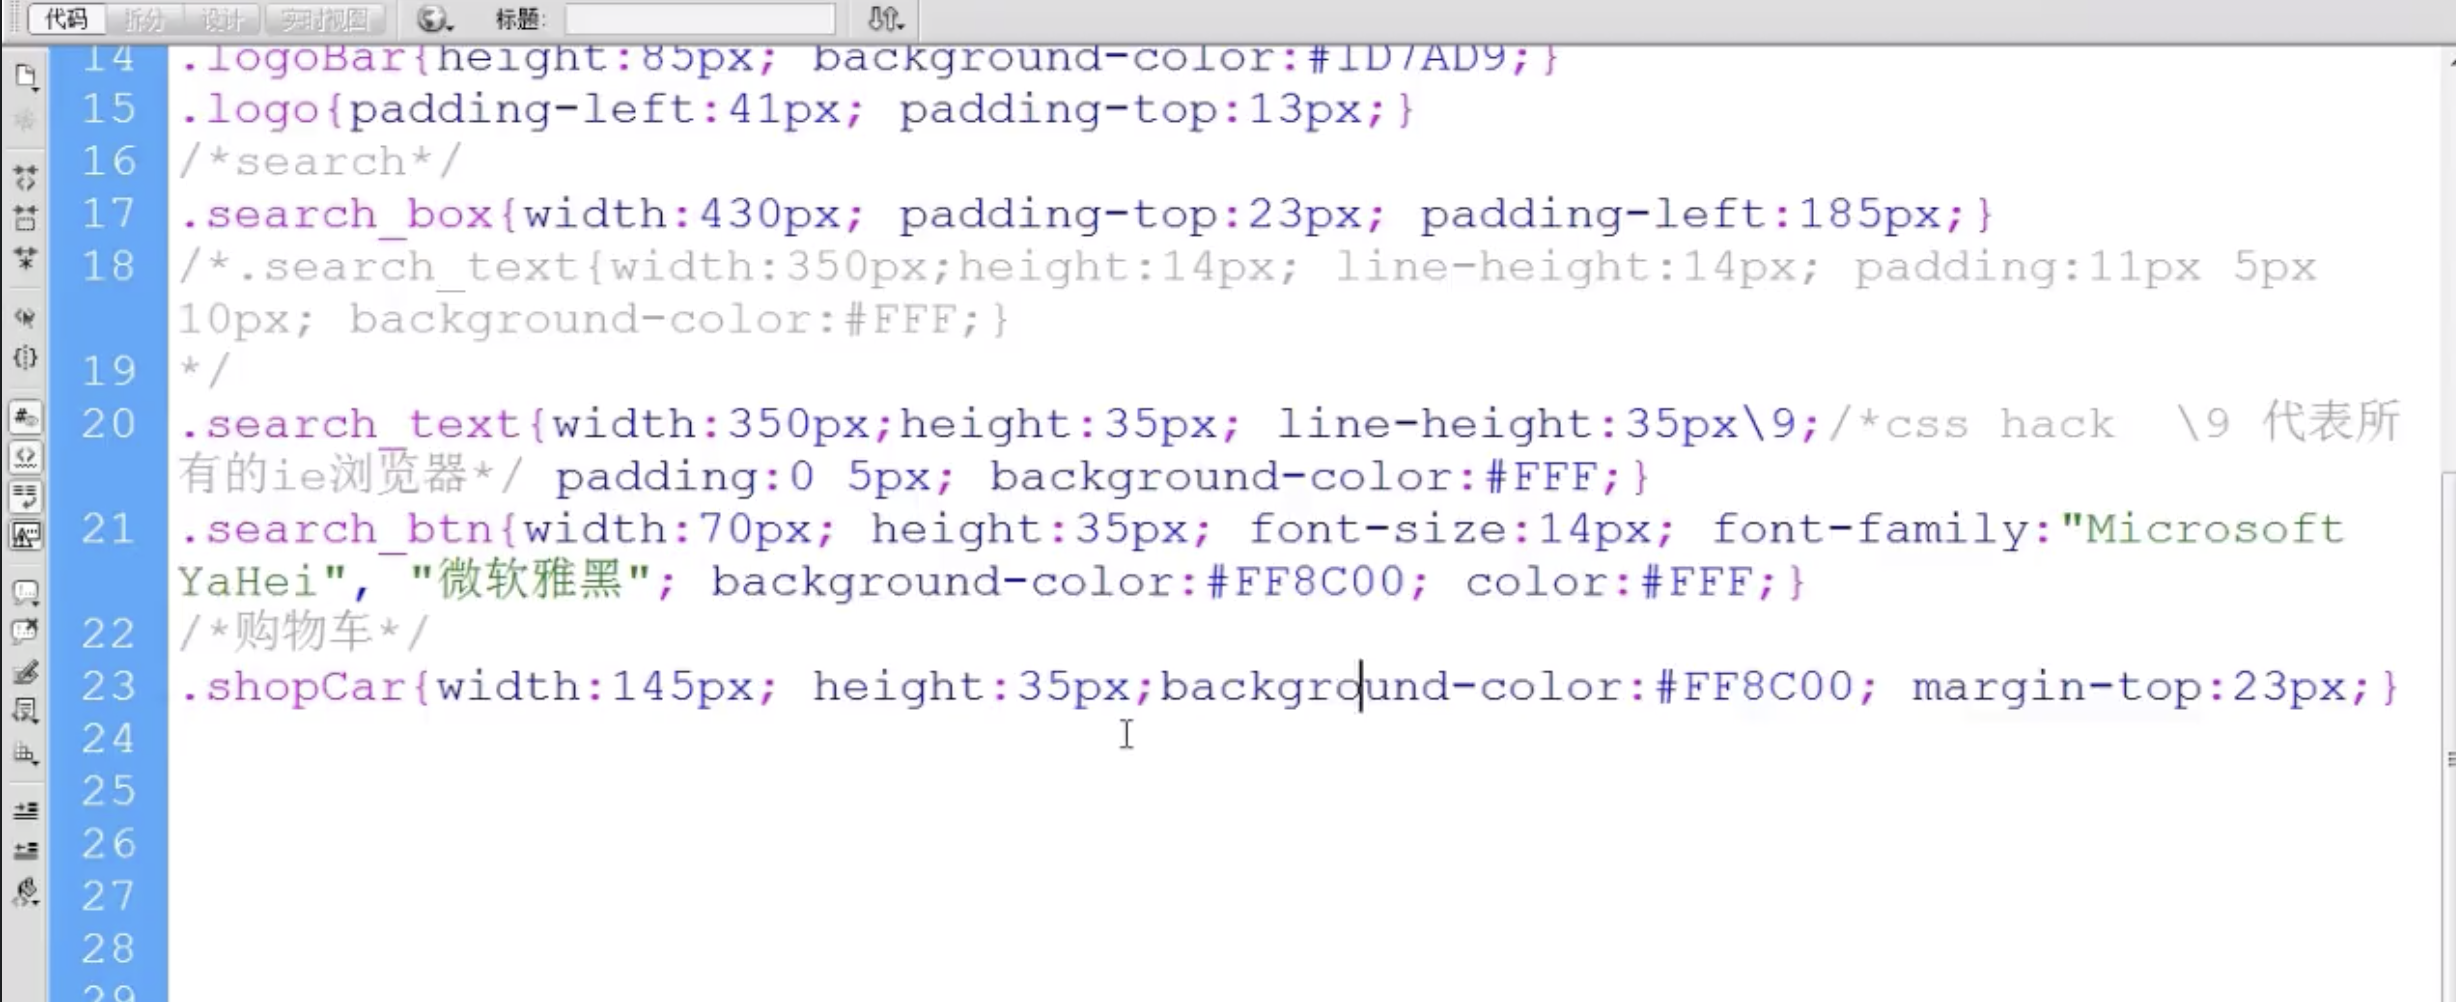 代码 拆分 设计 实时视图 标题:
14 .logoBar{height:85px; background-color:#1D7AD9;}
15 .logo{padding-left:41px; padding-top:13px;}
16 /*search*/
17 .search_box{width:430px; padding-top:23px; padding-left:185px;}
18 /*.search_text{width:350px;height:14px; line-height:14px; padding:11px 5px
10px; background-color:#FFF;}
19 */
20 .search_text{width:350px;height:35px; line-height:35px\9;/*css hack  \9 代表所
有的ie浏览器*/ padding:0 5px; background-color:#FFF;}
21 .search_btn{width:70px; height:35px; font-size:14px; font-family:"Microsoft
YaHei", "微软雅黑"; background-color:#FF8C00; color:#FFF;}
22 /*购物车*/
23 .shopCar{width:145px; height:35px;background-color:#FF8C00; margin-top:23px;}
24
25
26
27
28
29